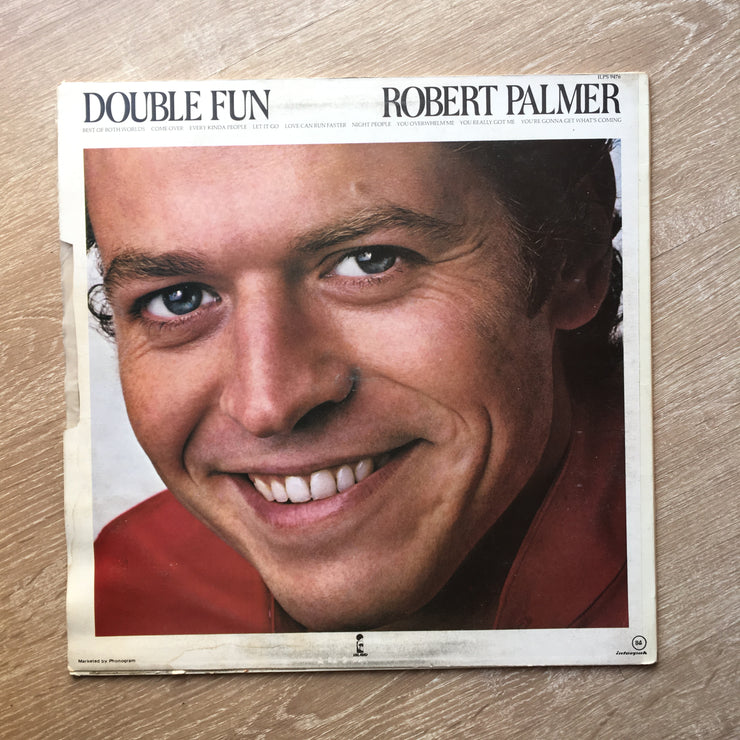 ILPS 9476
DOUBLE FUN ROBERT PALMER
BEST OF BOTH WORLDS COME OVER EVERY KINDA PEOPLE LET IT GO LOVE CAN RUN FASTER NIGHT PEOPLE YOU OVERWHELM ME YOU REALLY GOT ME YOU'RE GONNA GET WHAT'S COMING
Marketed by Phonogram
ISLAND
interpak